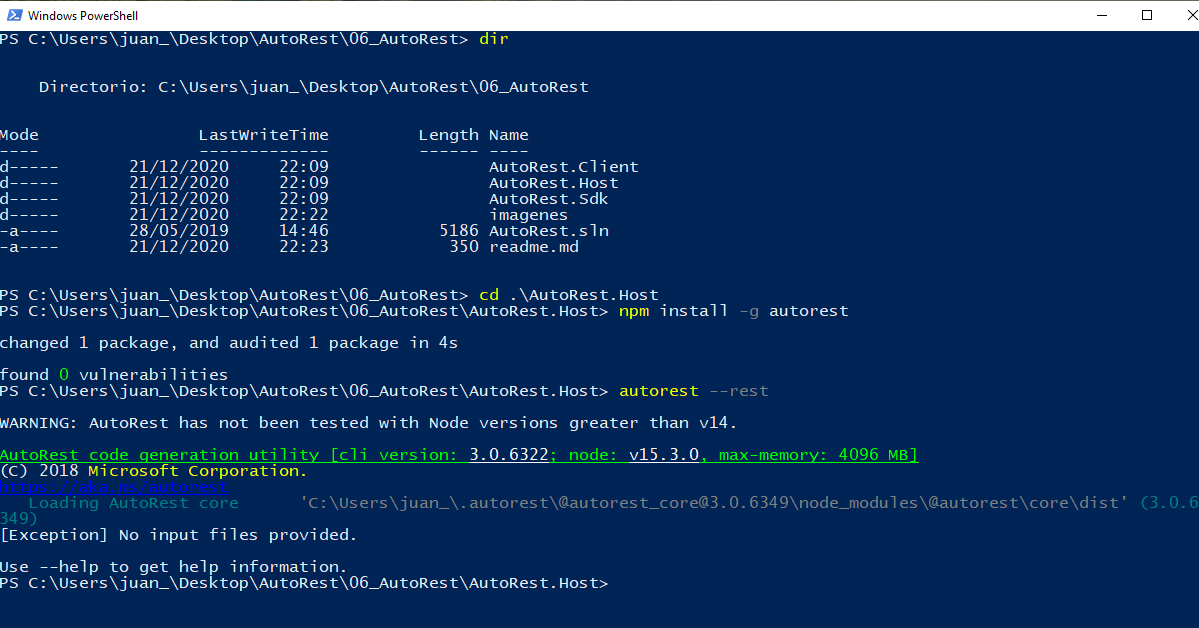 Windows PowerShell
PS C:\Users\juan_\Desktop\AutoRest\06_AutoRest> dir
Directorio: C:\Users\juan_\Desktop\AutoRest\06_AutoRest
Mode LastWriteTime Length Name
---- ------------- ------ ----
d----- 21/12/2020 22:09 AutoRest.Client
d----- 21/12/2020 22:09 AutoRest.Host
d----- 21/12/2020 22:09 AutoRest.Sdk
d----- 21/12/2020 22:22 imagenes
-a---- 28/05/2019 14:46 5186 AutoRest.sln
-a---- 21/12/2020 22:23 350 readme.md
PS C:\Users\juan_\Desktop\AutoRest\06_AutoRest> cd .\AutoRest.Host
PS C:\Users\juan_\Desktop\AutoRest\06_AutoRest\AutoRest.Host> npm install -g autorest
changed 1 package, and audited 1 package in 4s
found 0 vulnerabilities
PS C:\Users\juan_\Desktop\AutoRest\06_AutoRest\AutoRest.Host> autorest --rest
WARNING: AutoRest has not been tested with Node versions greater than v14.
AutoRest code generation utility [cli version: 3.0.6322; node: v15.3.0, max-memory: 4096 MB]
(C) 2018 Microsoft Corporation.
https://aka.ms/autorest
Loading AutoRest core 'C:\Users\juan_\.autorest\@autorest_core@3.0.6349\node_modules\@autorest\core\dist' (3.0.6
349)
[Exception] No input files provided.
Use --help to get help information.
PS C:\Users\juan_\Desktop\AutoRest\06_AutoRest\AutoRest.Host>